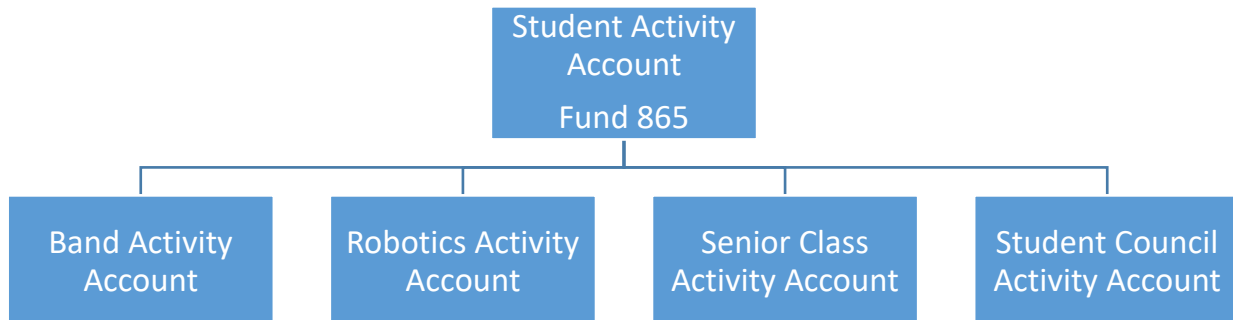 Student Activity
Account
Fund 865
Band Activity
Account
Robotics Activity
Account
Senior Class
Activity Account
Student Council
Activity Account